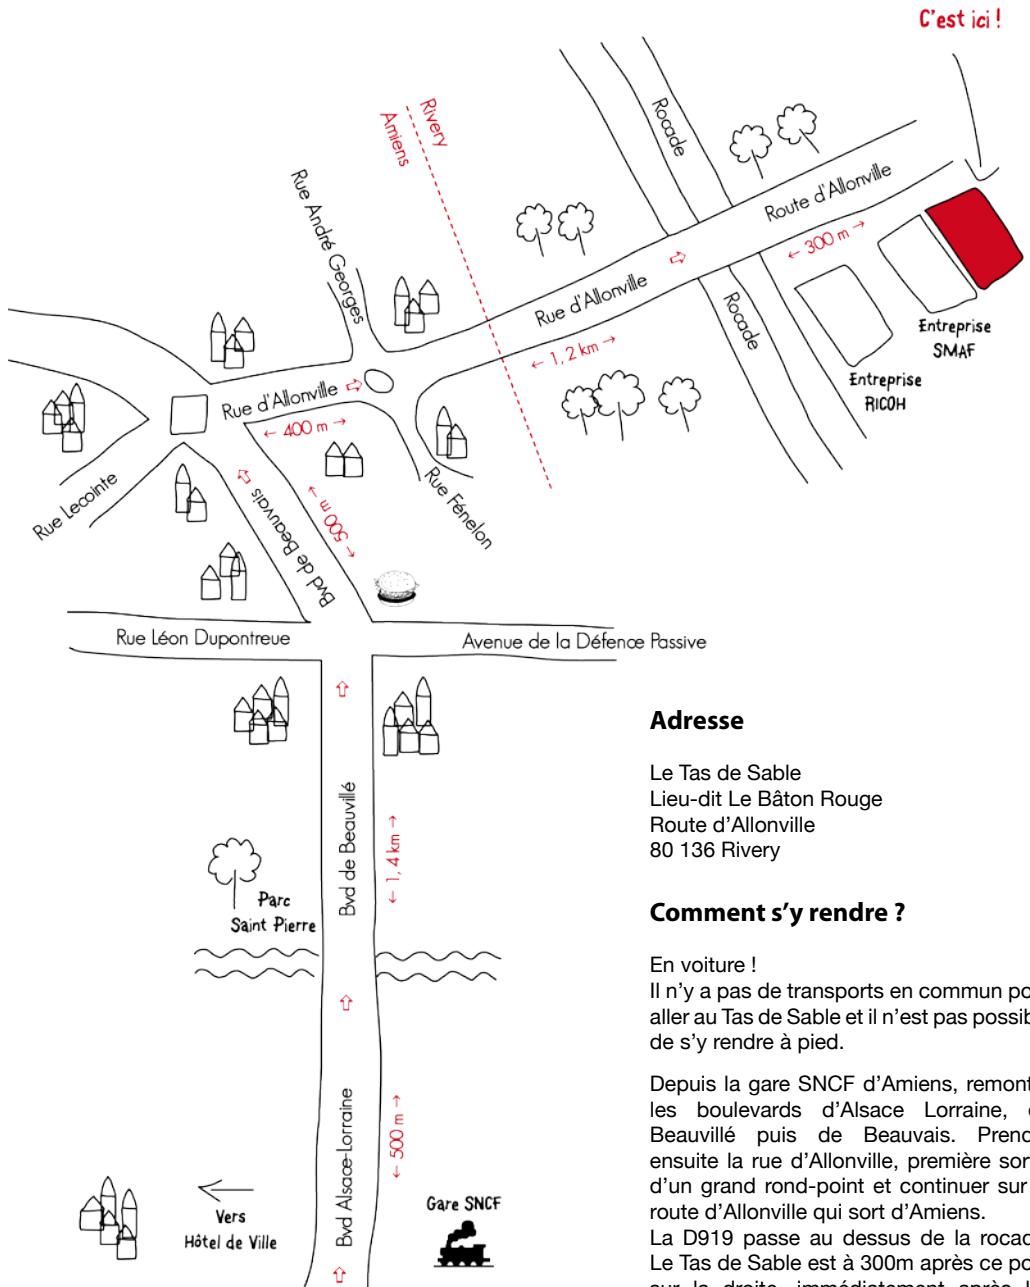 C'est ici !
Rivery
Amiens
Rocade
Route d'Allonville
← 300 m →
Rue André Georges
Rue d'Allonville
Rocade
Entreprise
SMAF
← 1, 2 km →
Entreprise
RICOH
Rue d'Allonville
← 400 m →
Rue Lecointe
Bvd de Beauvais
← 500 m →
Rue Fénelon
Rue Léon Dupontreue
Avenue de la Défence Passive
Bvd de Beauvillé
← 1, 4 km →
Parc
Saint Pierre
Bvd Alsace-Lorraine
← 500 m →
Gare SNCF
Vers
Hôtel de Ville
Adresse
Le Tas de Sable
Lieu-dit Le Bâton Rouge
Route d'Allonville
80 136 Rivery
Comment s'y rendre ?
En voiture !
Il n'y a pas de transports en commun
aller au Tas de Sable et il n'est pas
de s'y rendre à pied.
Depuis la gare SNCF d'Amiens,
les boulevards d'Alsace Lorraine,
Beauvillé puis de Beauvais.
ensuite la rue d'Allonville, première
d'un grand rond-point et continuer sur
route d'Allonville qui sort d'Amiens.
La D919 passe au dessus de la
Le Tas de Sable est à 300m après ce
sur la droite, immédiatement après